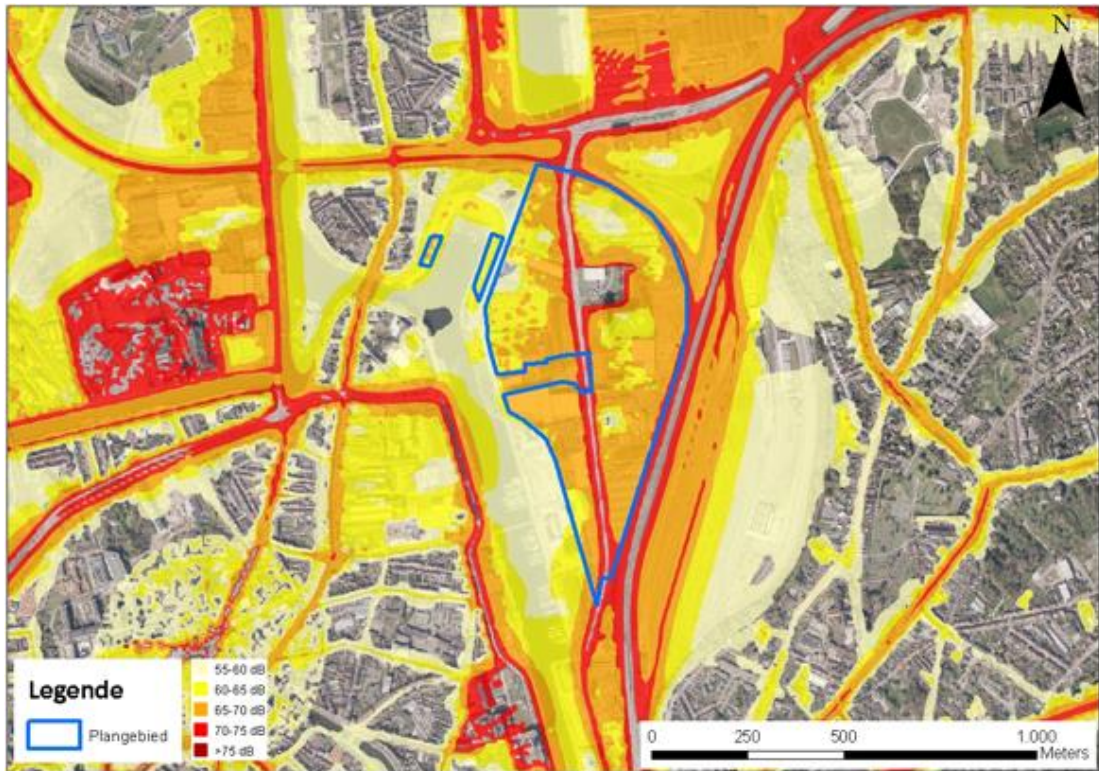 N
Legende
Plangebied
55-60 dB
60-65 dB
65-70 dB
70-75 dB
>75 dB
0 250 500 1.000
Meters